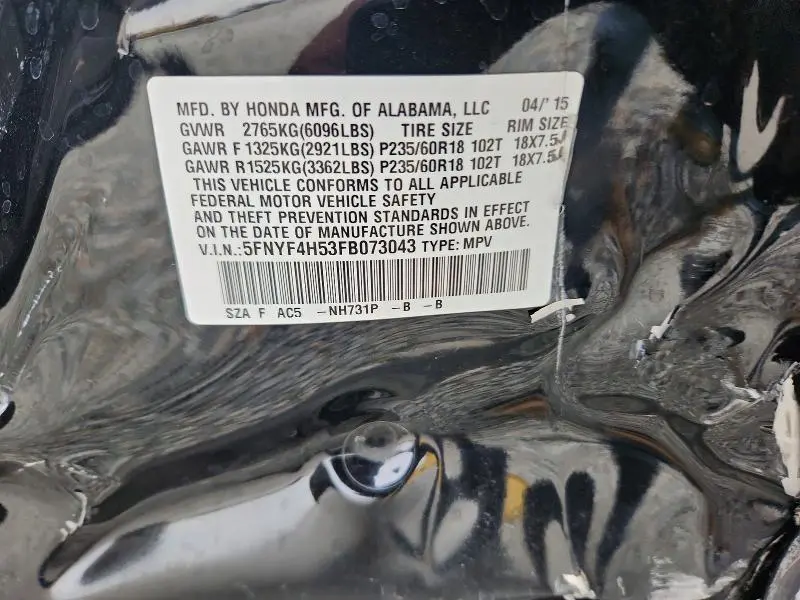 MFD. BY HONDA MFG. OF ALABAMA, LLC 04/'15
GVWR 2765KG(6096LBS) TIRE SIZE RIM SIZE
GAWR F 1325KG(2921LBS) P235/60R18 102T 18X7.5J
GAWR R 1525KG(3362LBS) P235/60R18 102T 18X7.5J
THIS VEHICLE CONFORMS TO ALL APPLICABLE
FEDERAL MOTOR VEHICLE SAFETY
AND THEFT PREVENTION STANDARDS IN EFFECT
ON THE DATE OF MANUFACTURE SHOWN ABOVE.
V.I.N.: 5FNYF4H53FB073043 TYPE: MPV
SZA F AC5 -NH731P -B -B